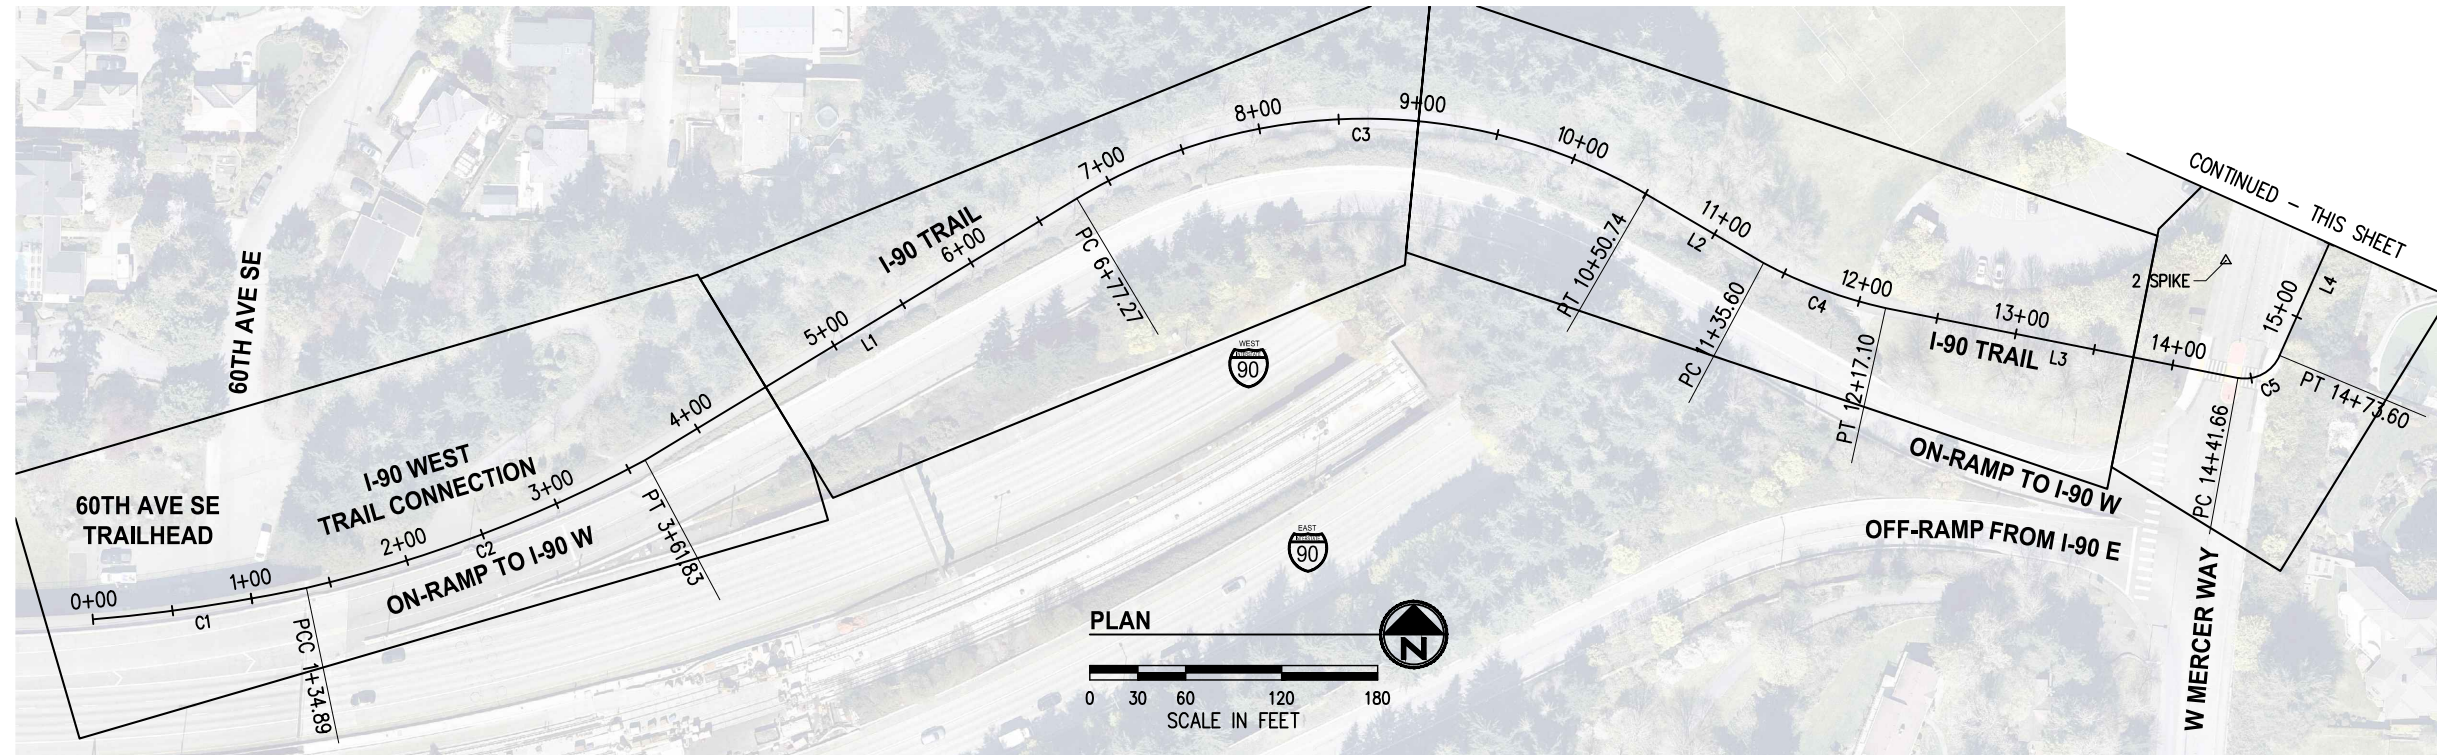 0+00
1+00
2+00
3+00
4+00
5+00
6+00
7+00
8+00
9+00
10+00
11+00
12+00
13+00
14+00
15+00
C1
C2
L1
C3
L2
C4
L3
C5
L4
PCC 1+34.89
PT 3+61.83
PC 6+77.27
PT 10+50.74
PC 11+35.60
PT 12+17.10
PC 14+41.66
PT 14+73.60
60TH AVE SE
60TH AVE SE
TRAILHEAD
I-90 WEST
TRAIL CONNECTION
ON-RAMP TO I-90 W
I-90 TRAIL
WEST
INTERSTATE
90
EAST
INTERSTATE
90
I-90 TRAIL
ON-RAMP TO I-90 W
OFF-RAMP FROM I-90 E
W MERCER WAY
2 SPIKE
CONTINUED - THIS SHEET
PLAN
N
0 30 60 120 180
SCALE IN FEET